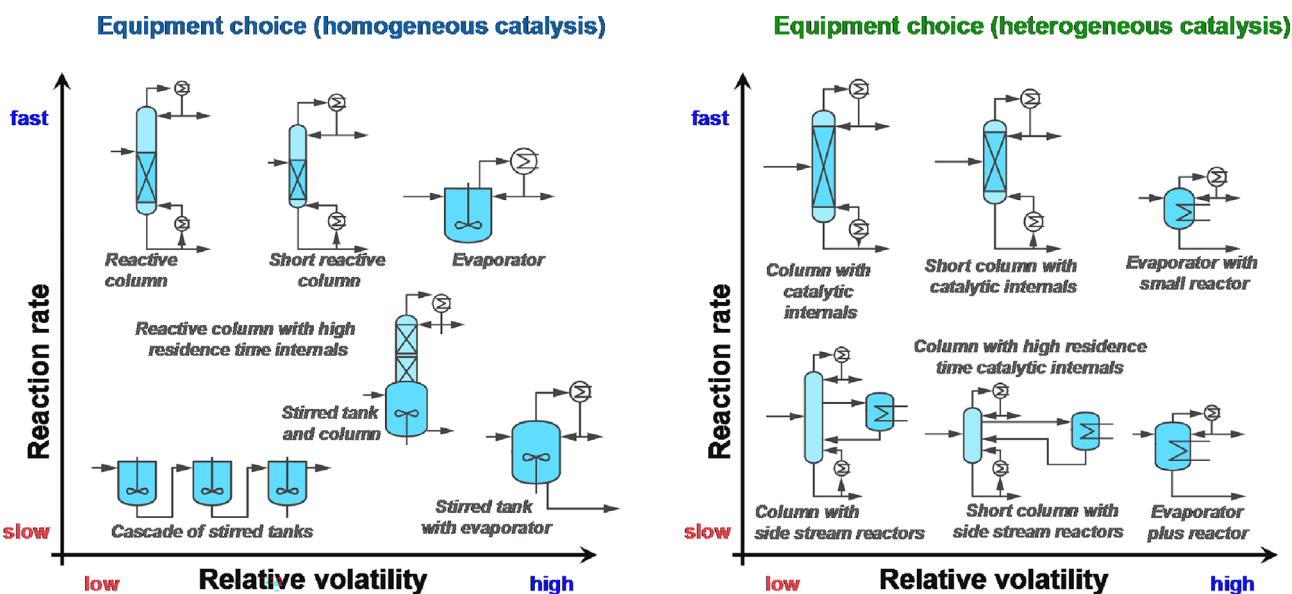 Equipment choice (homogeneous catalysis)
fast
Reactive
column
Short reactive
column
Evaporator
Reactive column with high
residence time internals
Stirred tank
and column
Cascade of stirred tanks
Stirred tank
with evaporator
Reaction rate
slow
low
Relative volatility
high
Equipment choice (heterogeneous catalysis)
fast
Column with
catalytic
internals
Short column with
catalytic internals
Evaporator with
small reactor
Column with high residence
time catalytic internals
Column with
side stream reactors
Short column with
side stream reactors
Evaporator
plus reactor
Reaction rate
slow
low
Relative volatility
high